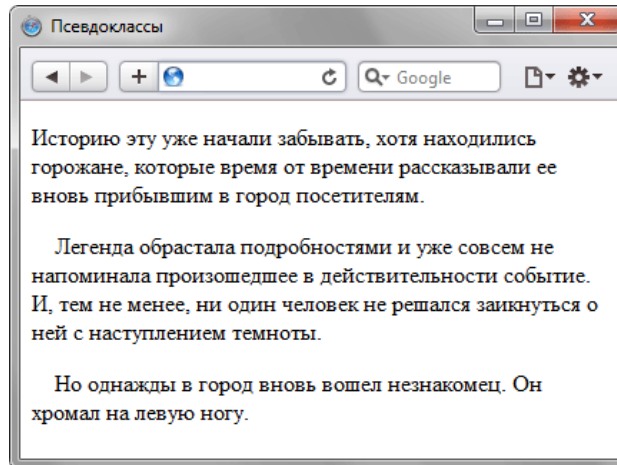 Псевдоклассы
Google
Историю эту уже начали забывать, хотя находились
горожане, которые время от времени рассказывали ее
вновь прибывшим в город посетителям.
Легенда обрастала подробностями и уже совсем не
напоминала произошедшее в действительности событие.
И, тем не менее, ни один человек не решался заикнуться о
ней с наступлением темноты.
Но однажды в город вновь вошел незнакомец. Он
хромал на левую ногу.